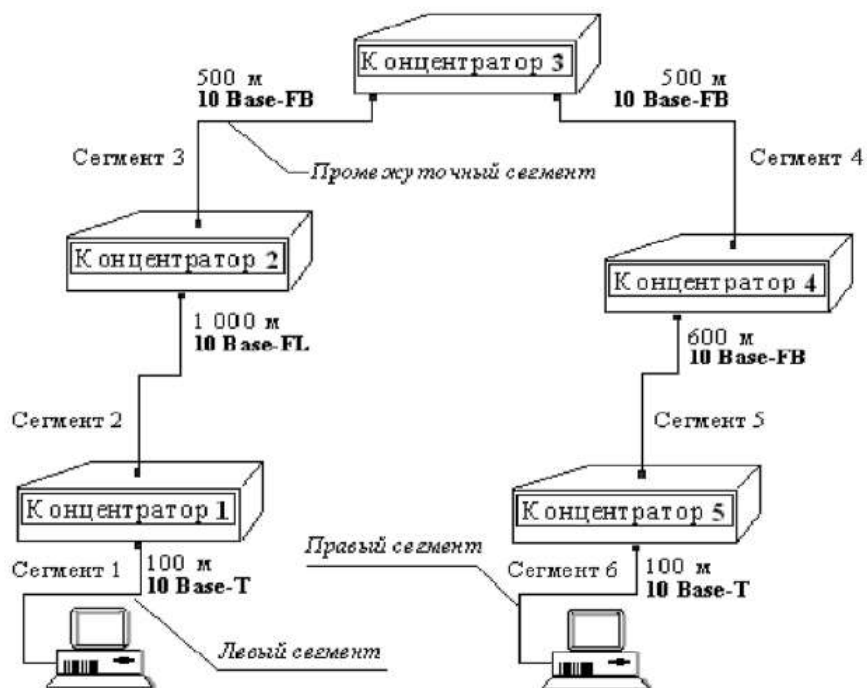 Концентратор 3
500 м
10 Base-FB
500 м
10 Base-FB
Сегмент 3
Сегмент 4
Промежуточный сегмент
Концентратор 2
Концентратор 4
1 000 м
10 Base-FL
600 м
10 Base-FB
Сегмент 2
Сегмент 5
Концентратор 1
Концентратор 5
Правый сегмент
Сегмент 1
100 м
10 Base-T
Сегмент 6
100 м
10 Base-T
Левый сегмент